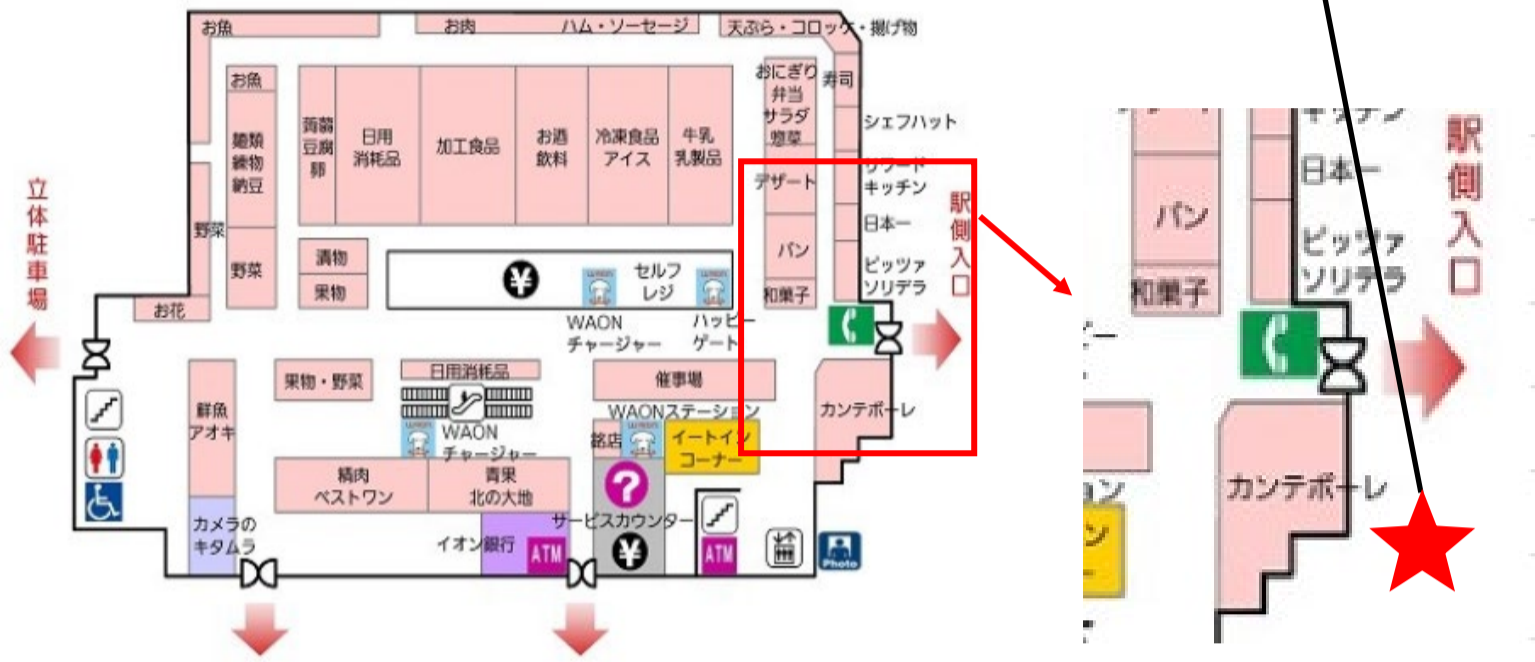 お魚
お肉
ハム・ソーセージ
天ぷら・コロッケ・揚げ物
お魚
麺類
練物
納豆
野菜
野菜
お花
蒟蒻
豆腐
卵
日用
消耗品
加工食品
お酒
飲料
冷凍食品
アイス
牛乳
乳製品
おにぎり
弁当
サラダ
惣菜
寿司
シェフハット
リワード
キッチン
デザート
日本一
パン
ピッツァ
ソリデラ
和菓子
駅側入口
立体駐車場
漬物
果物
¥
セルフ
レジ
WAON
チャージャー
ハッピー
ゲート
果物・野菜
日用消耗品
催事場
カンテボーレ
鮮魚
アオキ
WAON
チャージャー
WAONステーション
銘店
イートイン
コーナー
精肉
ベストワン
青果
北の大地
?
カメラの
キタムラ
イオン銀行
ATM
サービスカウンター
¥
ATM
Photo
キッチン
日本一
パン
ピッツァ
ソリデラ
和菓子
駅側入口
カンテボーレ